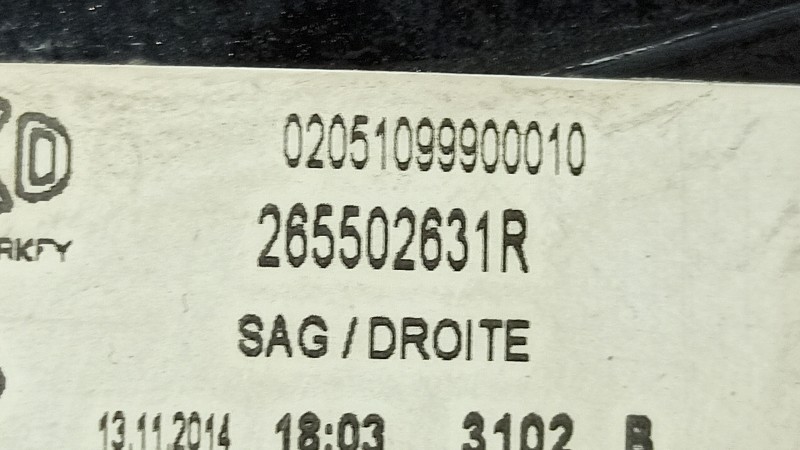 02051099900010
265502631R
SAG / DROITE
13.11.2014 18:03 3102 B